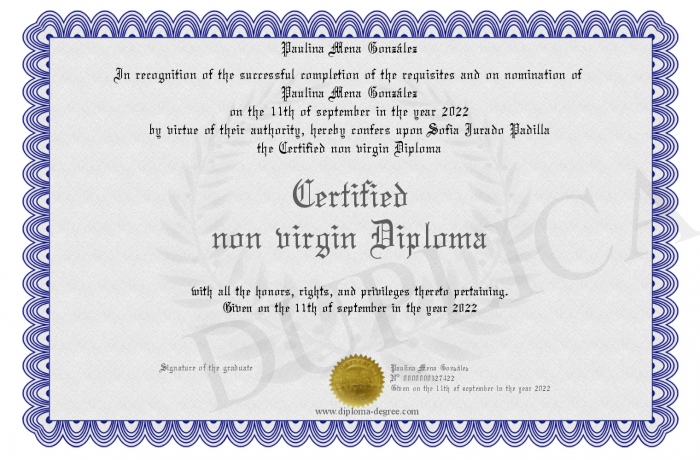 Paulina Mena González
In recognition of the successful completion of the requisites and on nomination of
Paulina Mena González
on the 11th of september in the year 2022
by virtue of their authority, hereby confers upon Sofia Jurado Padilla
the Certified non virgin Diploma
Certified
non virgin Diploma
with all the honors, rights, and privileges thereto pertaining.
Given on the 11th of september in the year 2022
Signature of the graduate
Paulina Mena González
Nº 0000000327422
Given on the 11th of september in the year 2022
www.diploma-degree.com
DUPLICA